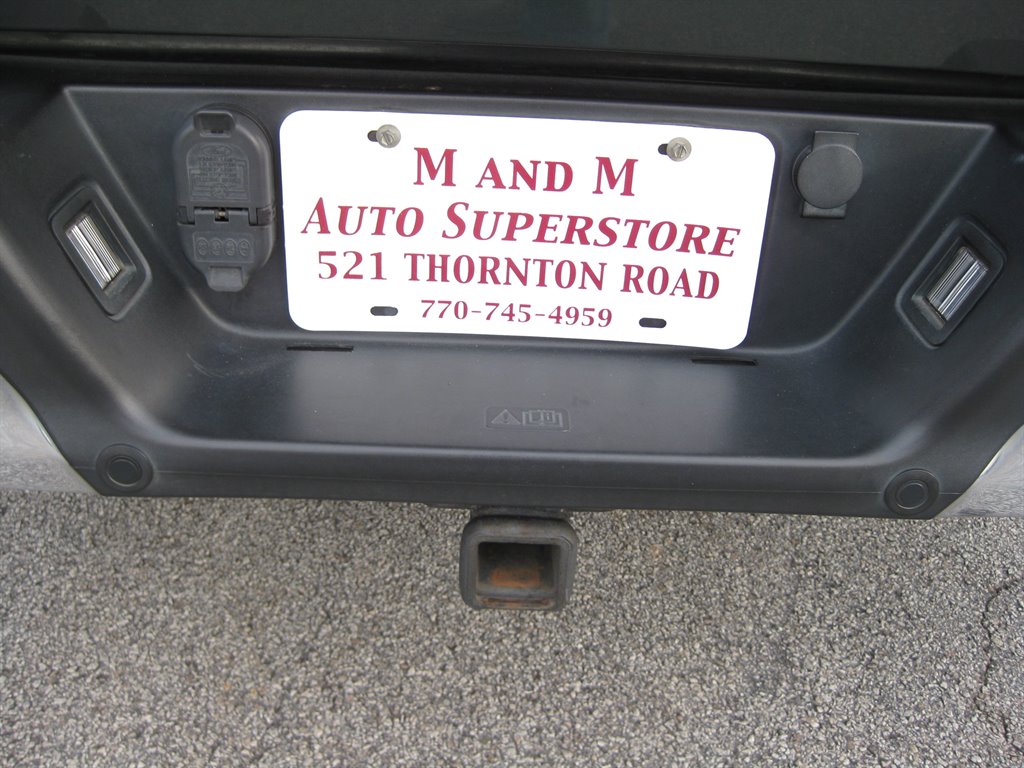 M AND M
AUTO SUPERSTORE
521 THORNTON ROAD
770-745-4959